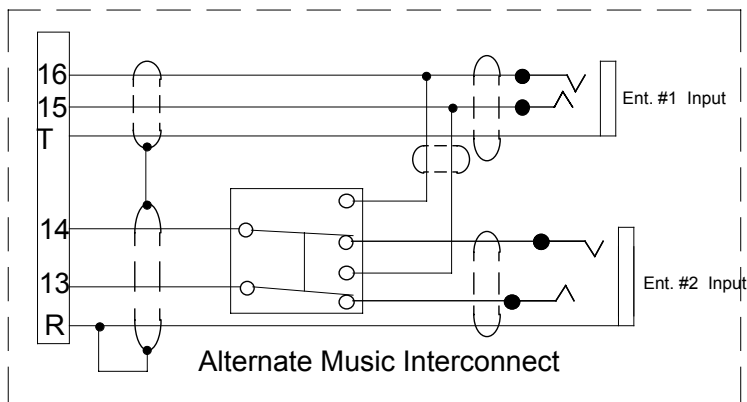 16
15
T
Ent. #1 Input
14
13
R
Ent. #2 Input
Alternate Music Interconnect